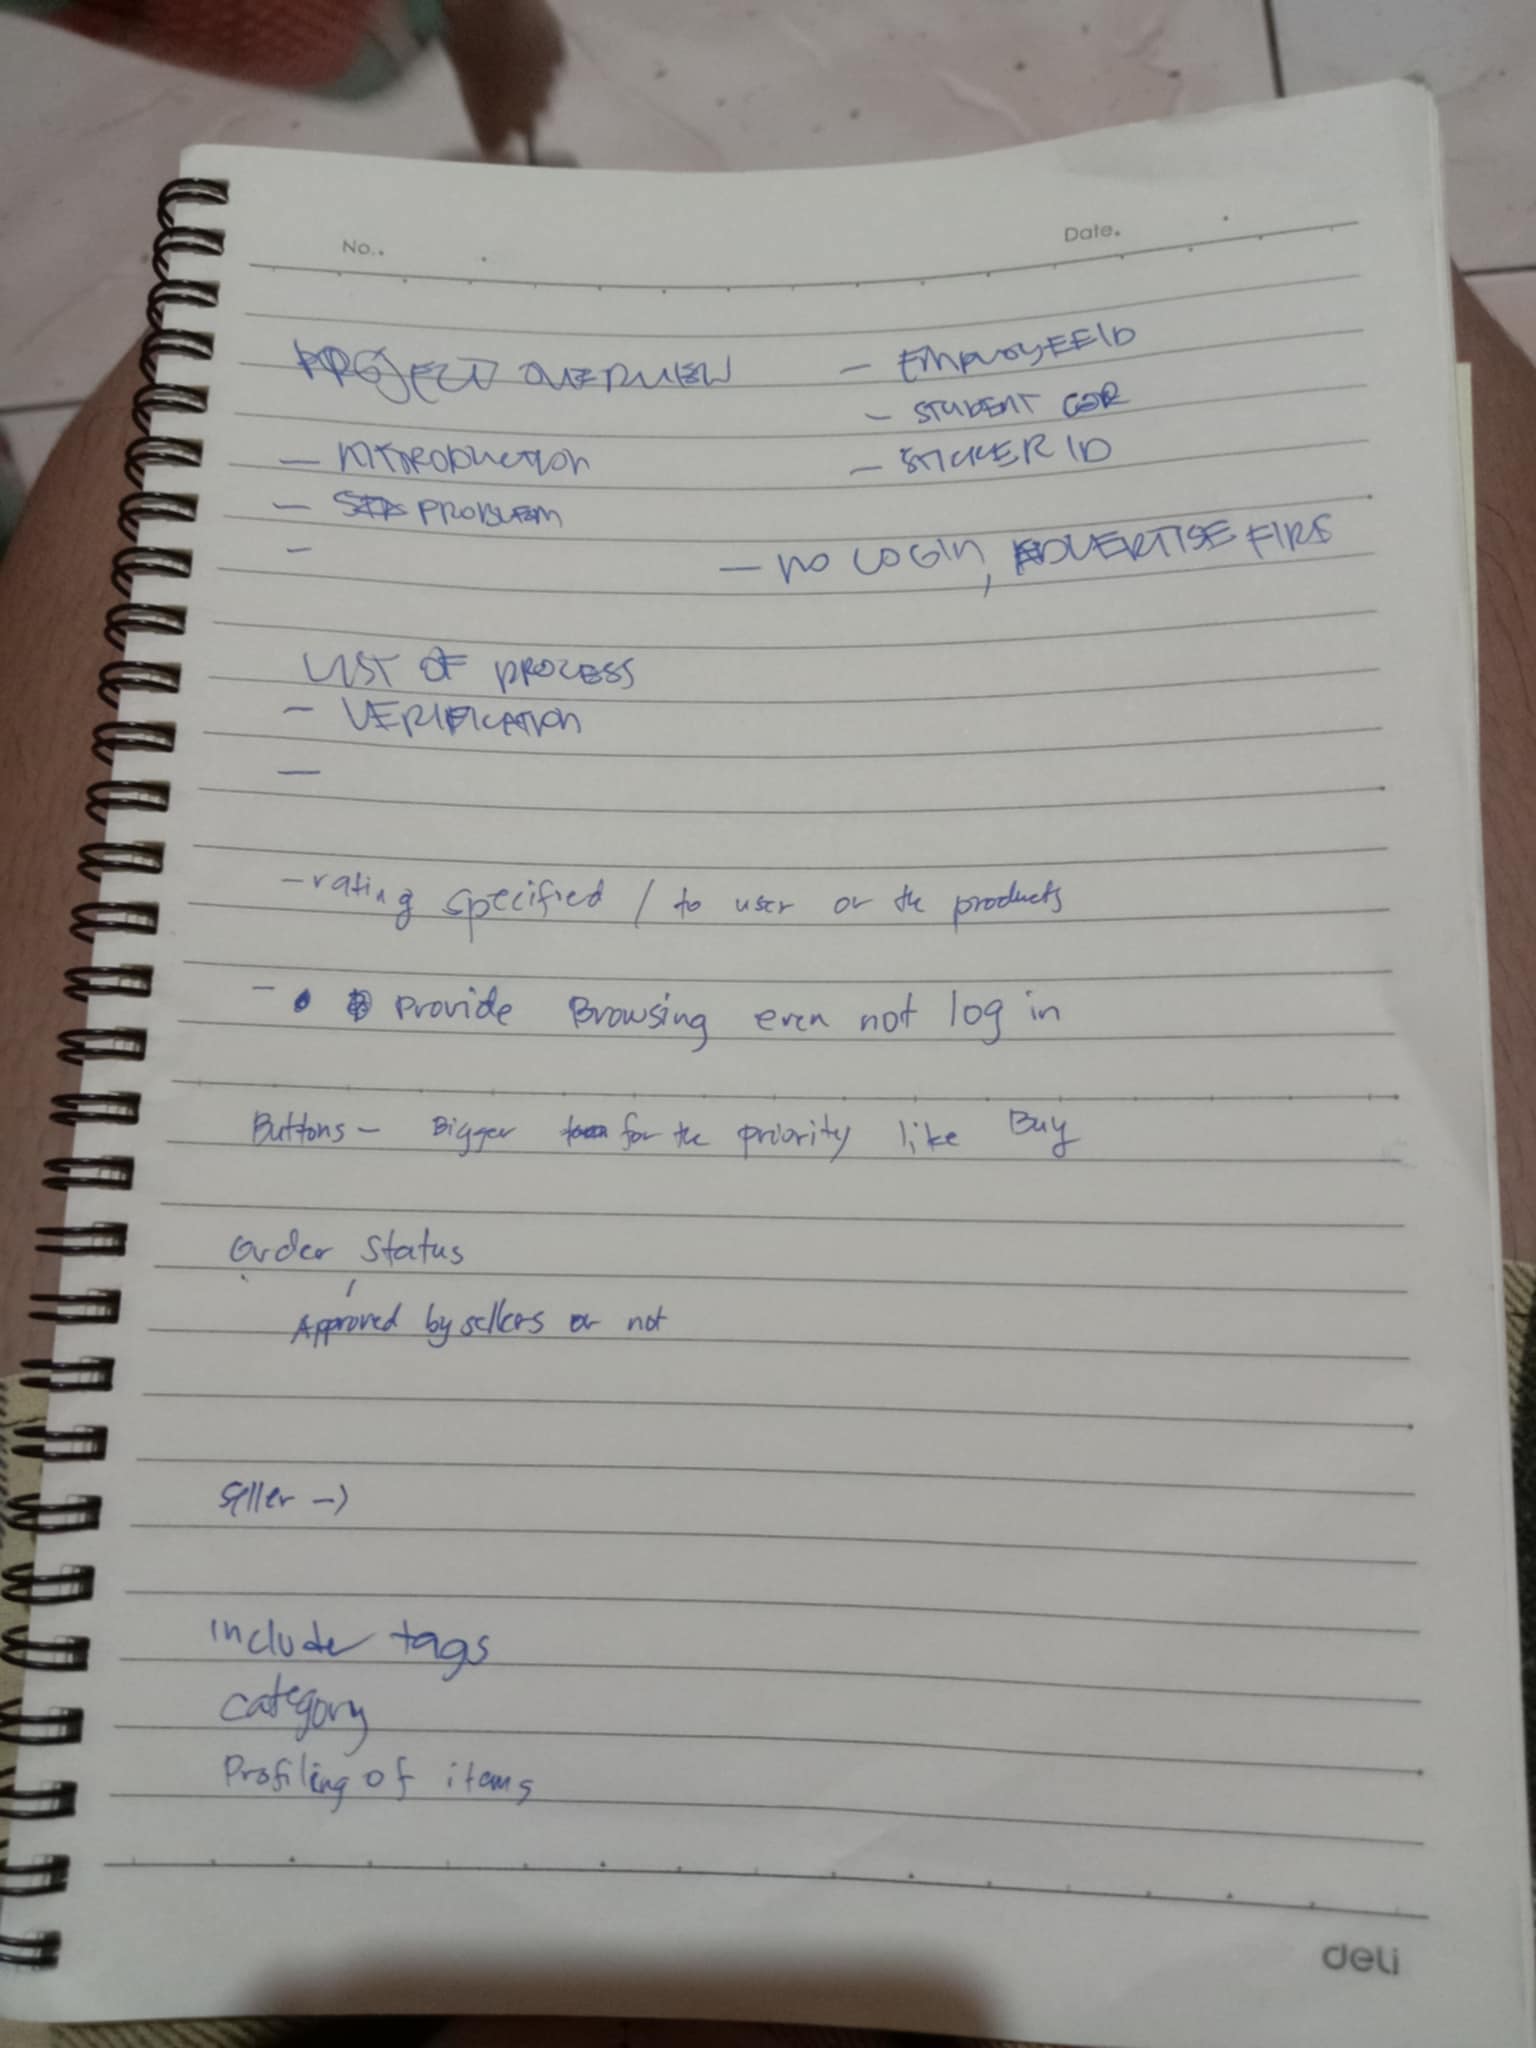 No.
Date.
PROJECT OVERVIEW
- INTRODUCTION
- PROBLEM
-
- EMPLOYEE ID
- STUDENT COR
- STICKER ID
- NO LOGIN, ADVERTISE FIRS
LIST OF PROCESS
- VERIFICATION
-
- rating specified / to user or the products
- • Provide Browsing even not log in
Buttons - Bigger for the priority like Buy
Order Status
Approved by sellers or not
Seller →
include tags
category
Profiling of items
deli